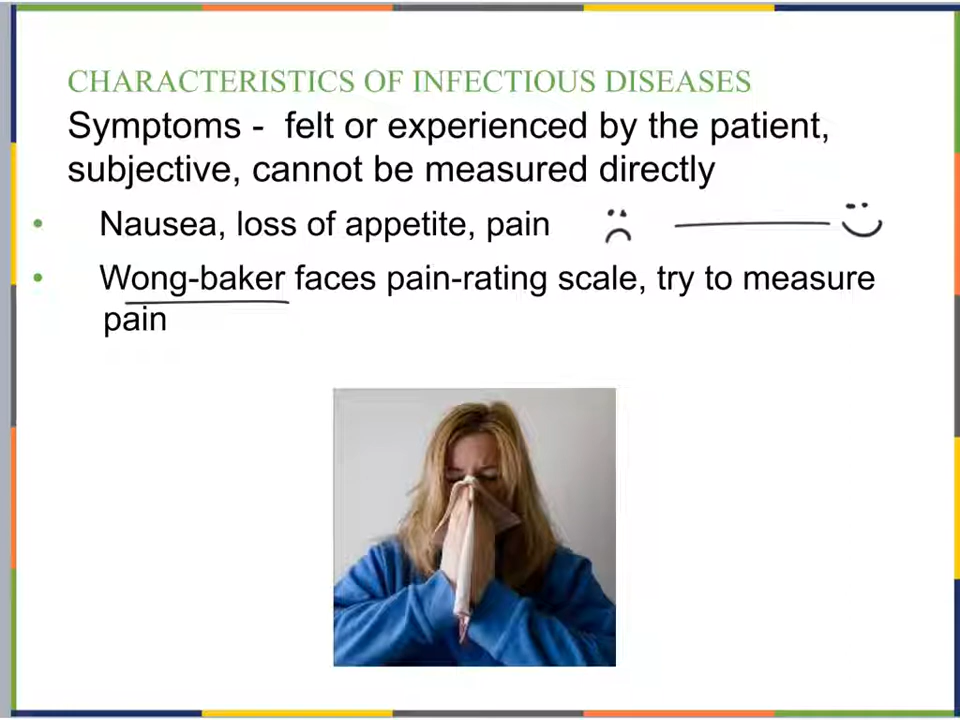 CHARACTERISTICS OF INFECTIOUS DISEASES
Symptoms -  felt or experienced by the patient,
subjective, cannot be measured directly
• Nausea, loss of appetite, pain
• Wong-baker faces pain-rating scale, try to measure
pain